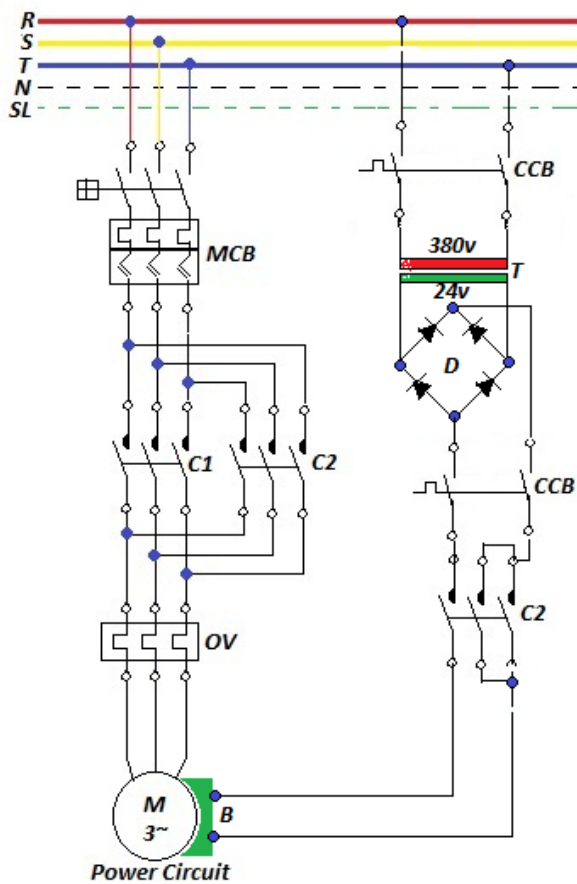 R
S
T
N
SL
CCB
MCB
380v
T
24v
D
C1
C2
CCB
C2
OV
M
3~
B
Power Circuit